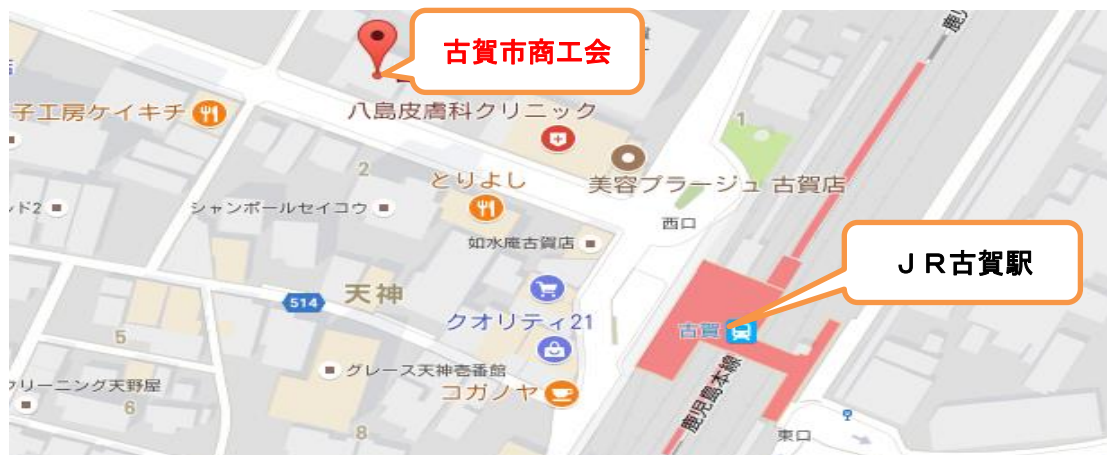 古賀市商工会
鹿児
子工房ケイキチ
八島皮膚科クリニック
1
2
とりよし
美容プラージュ 古賀店
ンド2
シャンボールセイコウ
西口
如水庵古賀店
JR古賀駅
514
天神
クオリティ21
古賀
5
グレース天神壱番館
クリーニング天野屋
コガノヤ
鹿児島本線
6
8
東口